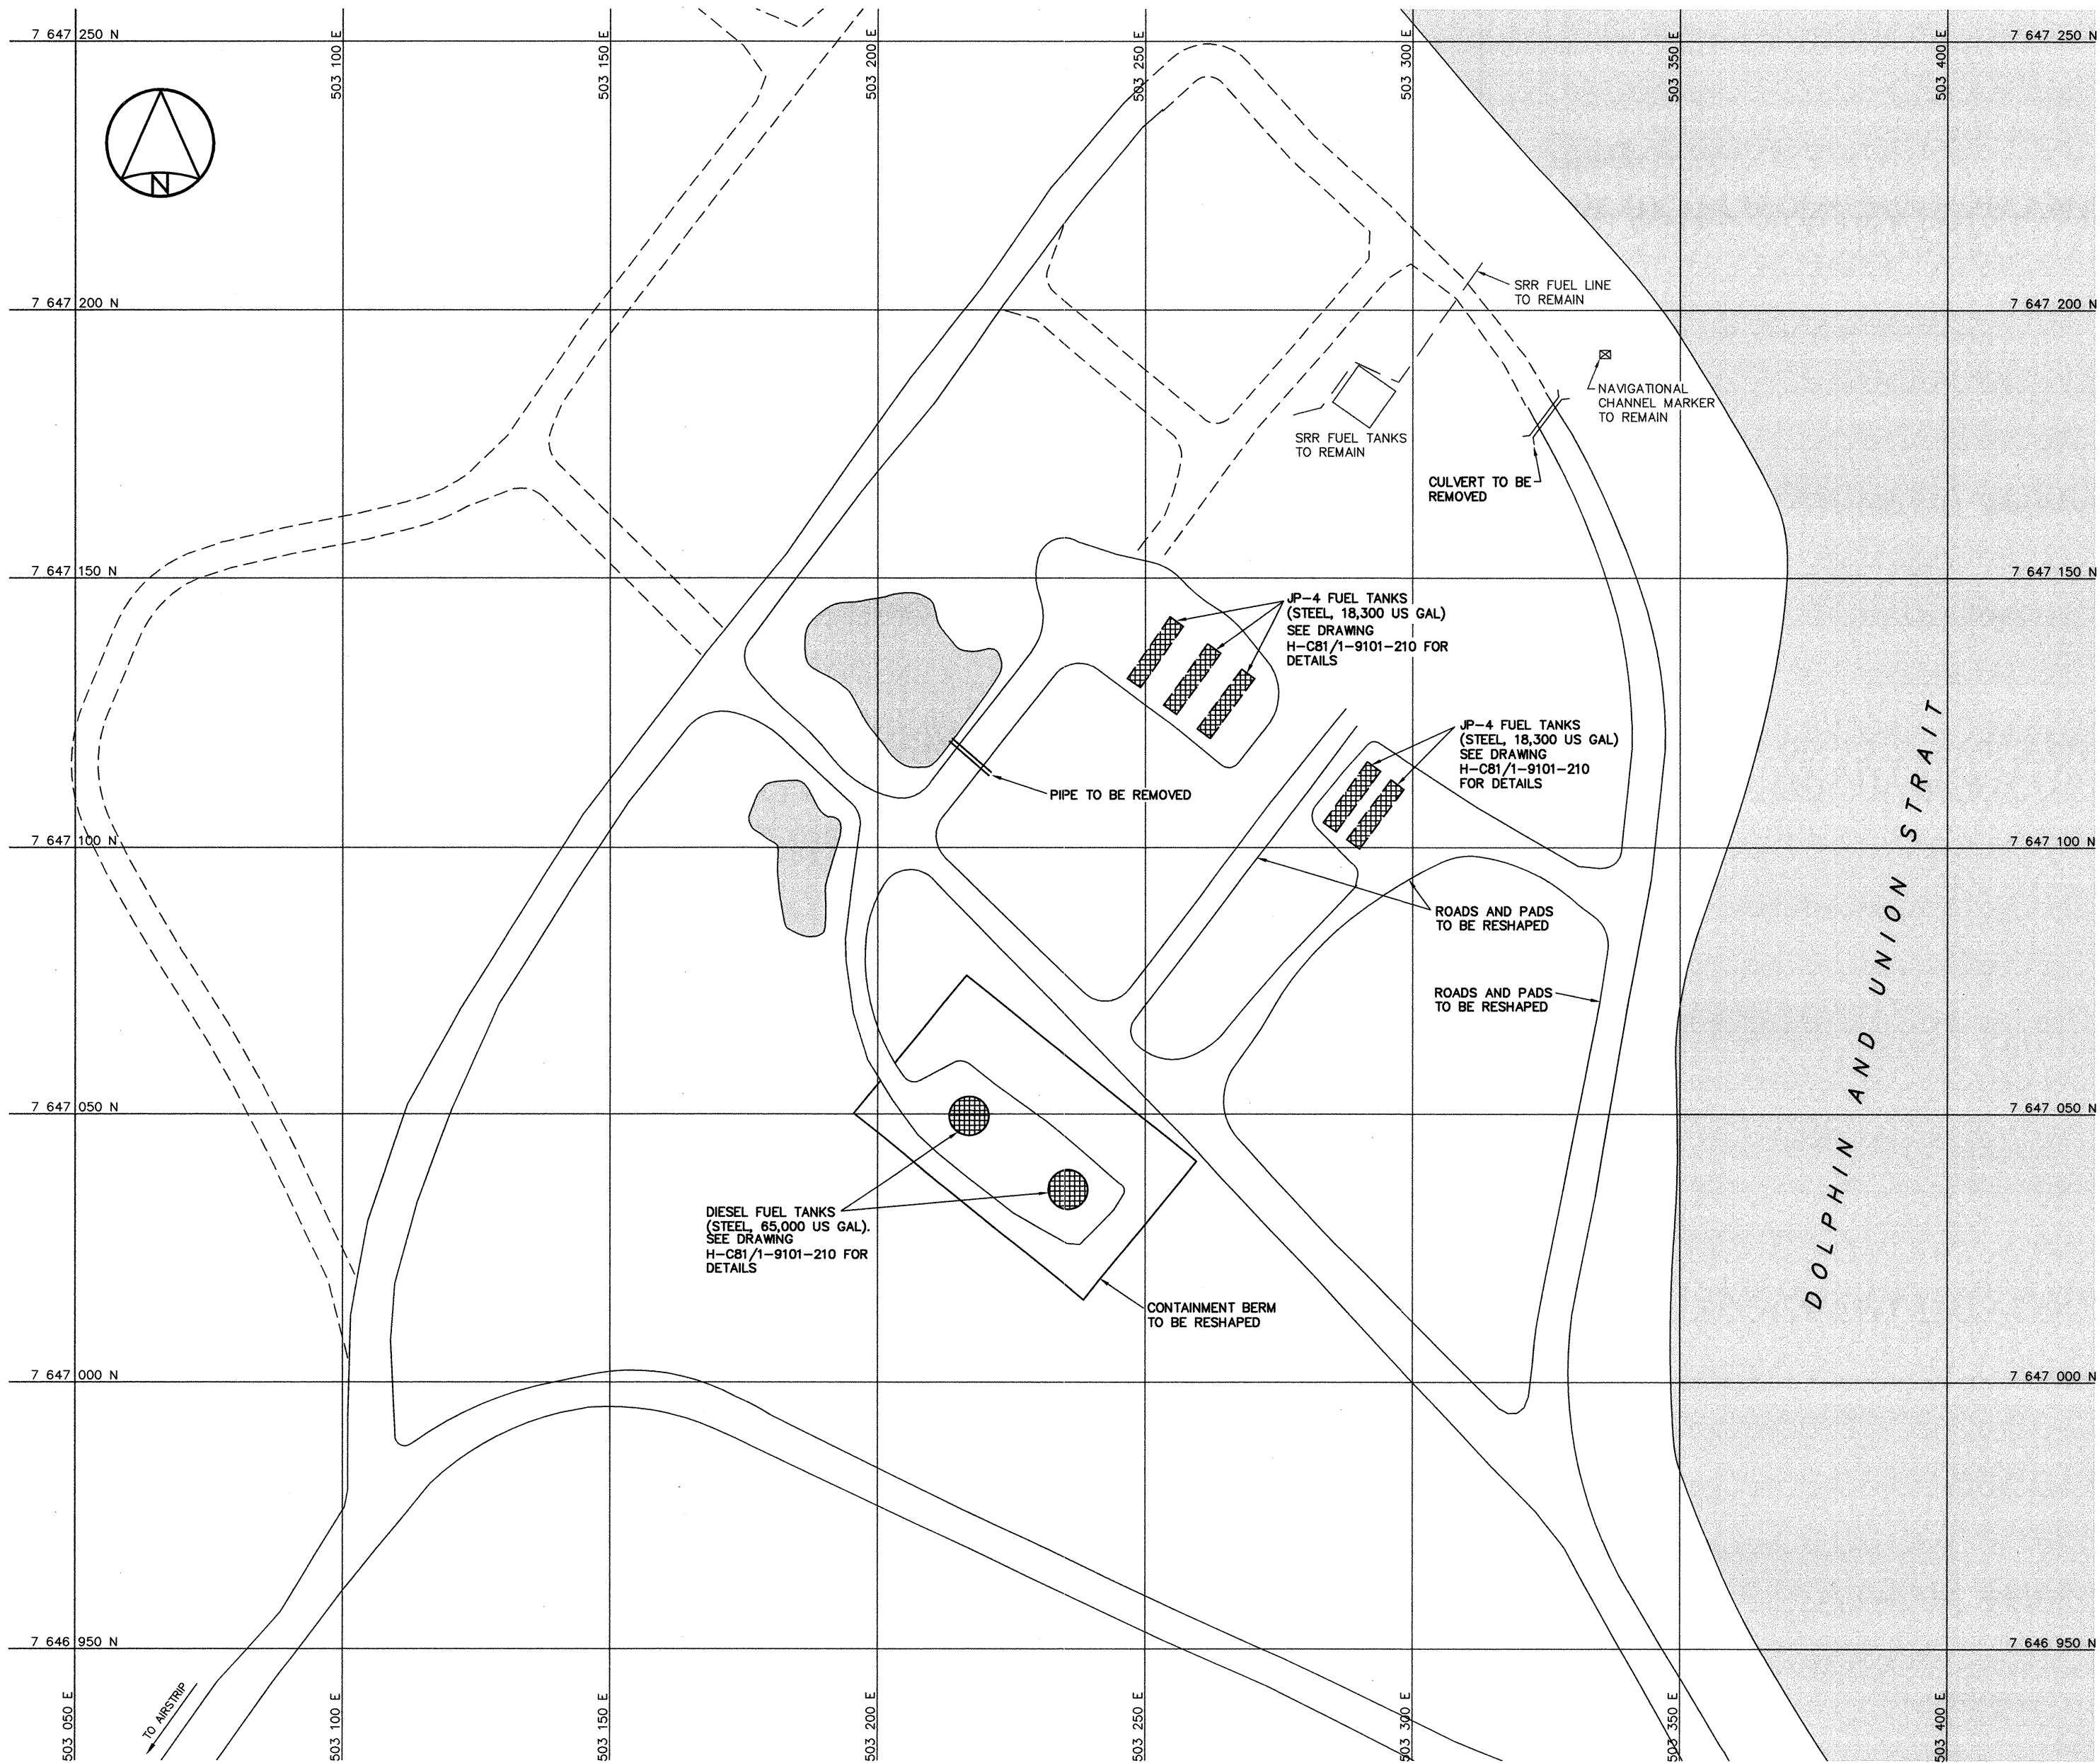 503 100 E
503 150 E
503 200 E
503 250 E
503 300 E
503 350 E
503 400 E
7 647 250 N
7 647 250 N
N
SRR FUEL LINE
TO REMAIN
7 647 200 N
7 647 200 N
NAVIGATIONAL
CHANNEL MARKER
TO REMAIN
SRR FUEL TANKS
TO REMAIN
CULVERT TO BE
REMOVED
7 647 150 N
7 647 150 N
JP-4 FUEL TANKS
(STEEL, 18,300 US GAL)
SEE DRAWING
H-C81/1-9101-210 FOR
DETAILS
JP-4 FUEL TANKS
(STEEL, 18,300 US GAL)
SEE DRAWING
H-C81/1-9101-210
FOR DETAILS
PIPE TO BE REMOVED
7 647 100 N
7 647 100 N
ROADS AND PADS
TO BE RESHAPED
ROADS AND PADS
TO BE RESHAPED
DOLPHIN AND UNION STRAIT
7 647 050 N
7 647 050 N
DIESEL FUEL TANKS
(STEEL, 65,000 US GAL).
SEE DRAWING
H-C81/1-9101-210 FOR
DETAILS
CONTAINMENT BERM
TO BE RESHAPED
7 647 000 N
7 647 000 N
7 646 950 N
7 646 950 N
TO AIRSTRIP
503 050 E
503 100 E
503 150 E
503 200 E
503 250 E
503 300 E
503 350 E
503 400 E